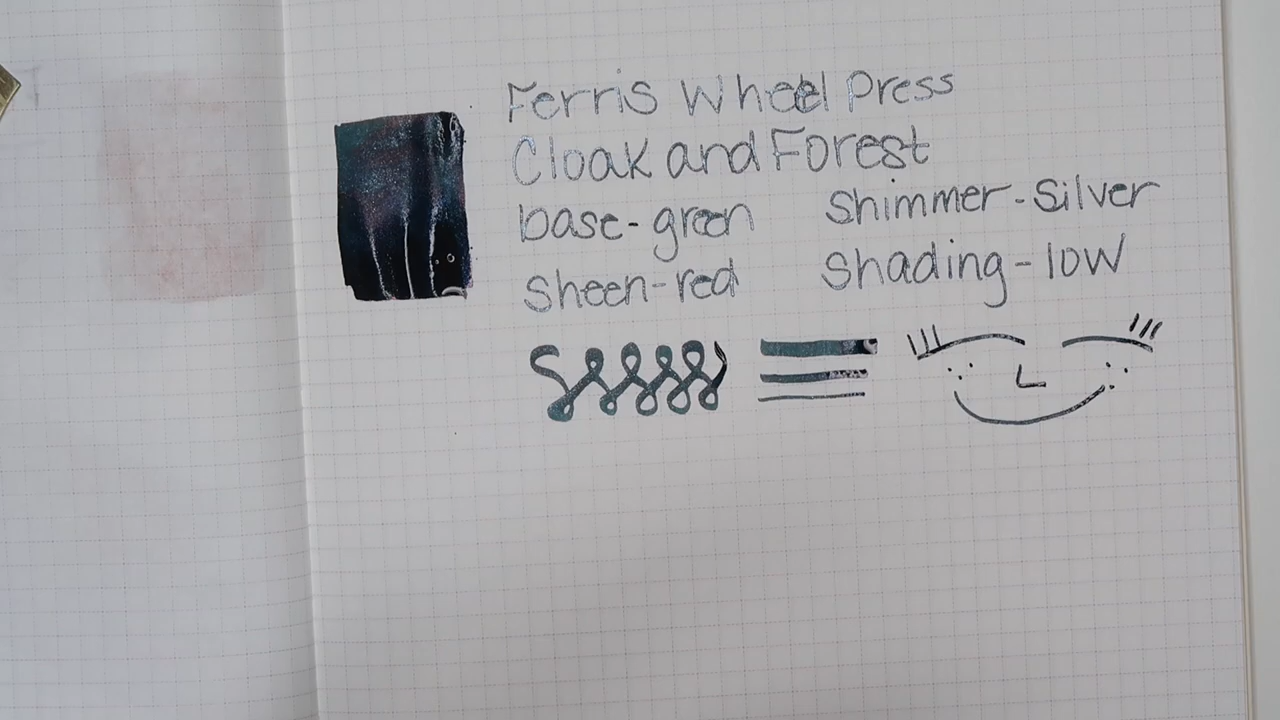 Ferris Wheel Press
Cloak and Forest
base-green shimmer-silver
sheen-red shading-low